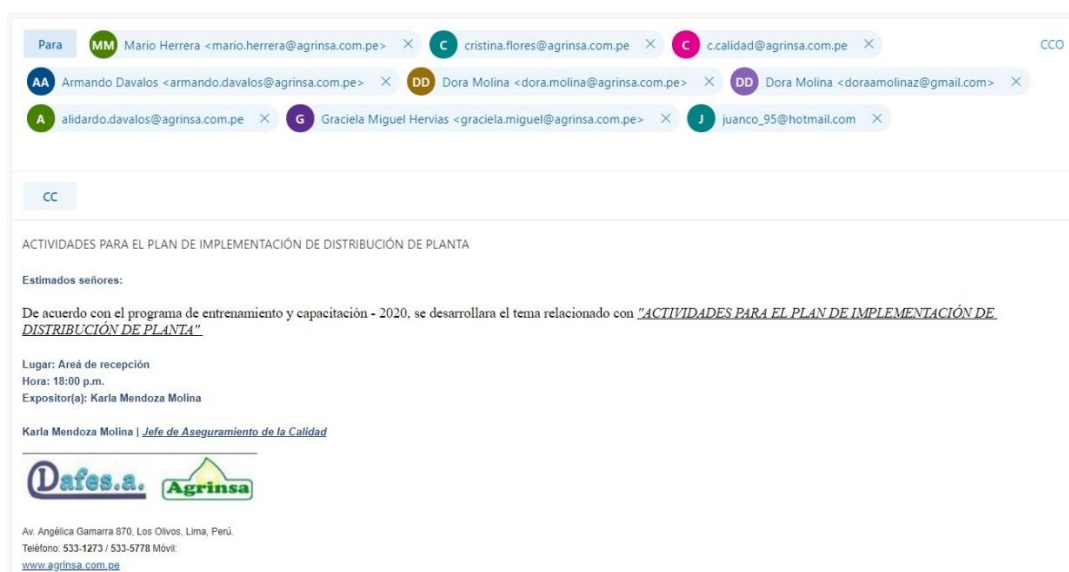 Para MM Mario Herrera <mario.herrera@agrinsa.com.pe> × C cristina.flores@agrinsa.com.pe × C c.calidad@agrinsa.com.pe × CCO
AA Armando Davalos <armando.davalos@agrinsa.com.pe> × DD Dora Molina <dora.molina@agrinsa.com.pe> × DD Dora Molina <doraamolinaz@gmail.com> ×
A alidardo.davalos@agrinsa.com.pe × G Graciela Miguel Hervias <graciela.miguel@agrinsa.com.pe> × J juanco_95@hotmail.com ×
CC
ACTIVIDADES PARA EL PLAN DE IMPLEMENTACIÓN DE DISTRIBUCIÓN DE PLANTA
Estimados señores:
De acuerdo con el programa de entrenamiento y capacitación - 2020, se desarrollara el tema relacionado con "ACTIVIDADES PARA EL PLAN DE IMPLEMENTACIÓN DE
DISTRIBUCIÓN DE PLANTA"
Lugar: Areá de recepción
Hora: 18:00 p.m.
Expositor(a): Karla Mendoza Molina
Karla Mendoza Molina | Jefe de Aseguramiento de la Calidad
Dafes.a. Agrinsa
Av. Angélica Gamarra 870, Los Olivos, Lima, Perú.
Teléfono: 533-1273 / 533-5778 Móvil:
www.agrinsa.com.pe